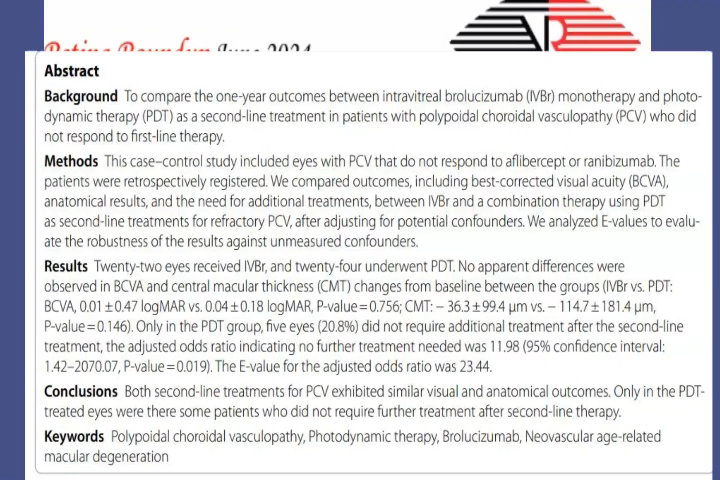 Retina Roundup June 2024
Abstract
Background To compare the one-year outcomes between intravitreal brolucizumab (IVBr) monotherapy and photo-
dynamic therapy (PDT) as a second-line treatment in patients with polypoidal choroidal vasculopathy (PCV) who did
not respond to first-line therapy.
Methods This case–control study included eyes with PCV that do not respond to aflibercept or ranibizumab. The
patients were retrospectively registered. We compared outcomes, including best-corrected visual acuity (BCVA),
anatomical results, and the need for additional treatments, between IVBr and a combination therapy using PDT
as second-line treatments for refractory PCV, after adjusting for potential confounders. We analyzed E-values to evalu-
ate the robustness of the results against unmeasured confounders.
Results Twenty-two eyes received IVBr, and twenty-four underwent PDT. No apparent differences were
observed in BCVA and central macular thickness (CMT) changes from baseline between the groups (IVBr vs. PDT:
BCVA, 0.01 ± 0.47 logMAR vs. 0.04 ± 0.18 logMAR, P-value = 0.756; CMT: − 36.3 ± 99.4 μm vs. − 114.7 ± 181.4 μm,
P-value = 0.146). Only in the PDT group, five eyes (20.8%) did not require additional treatment after the second-line
treatment, the adjusted odds ratio indicating no further treatment needed was 11.98 (95% confidence interval:
1.42–2070.07, P-value = 0.019). The E-value for the adjusted odds ratio was 23.44.
Conclusions Both second-line treatments for PCV exhibited similar visual and anatomical outcomes. Only in the PDT-
treated eyes were there some patients who did not require further treatment after second-line therapy.
Keywords Polypoidal choroidal vasculopathy, Photodynamic therapy, Brolucizumab, Neovascular age-related
macular degeneration